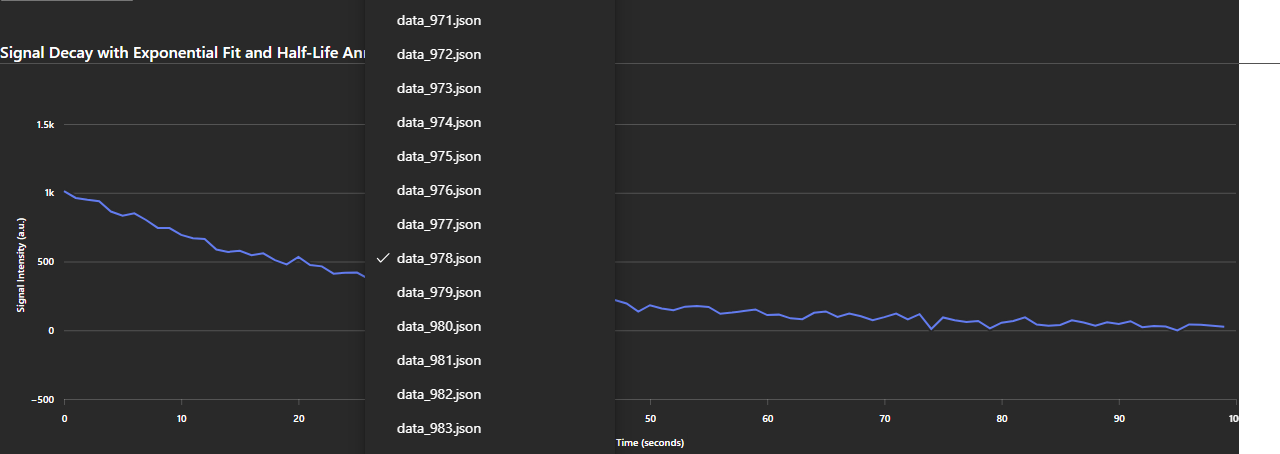 data_971.json
Signal Decay with Exponential Fit and Half-Life
data_972.json
data_973.json
data_974.json
data_975.json
data_976.json
data_977.json
data_978.json
data_979.json
data_980.json
data_981.json
data_982.json
data_983.json
1.5k
1k
500
0
−500
Signal Intensity (a.u.)
0
10
20
50
60
70
80
90
Time (seconds)